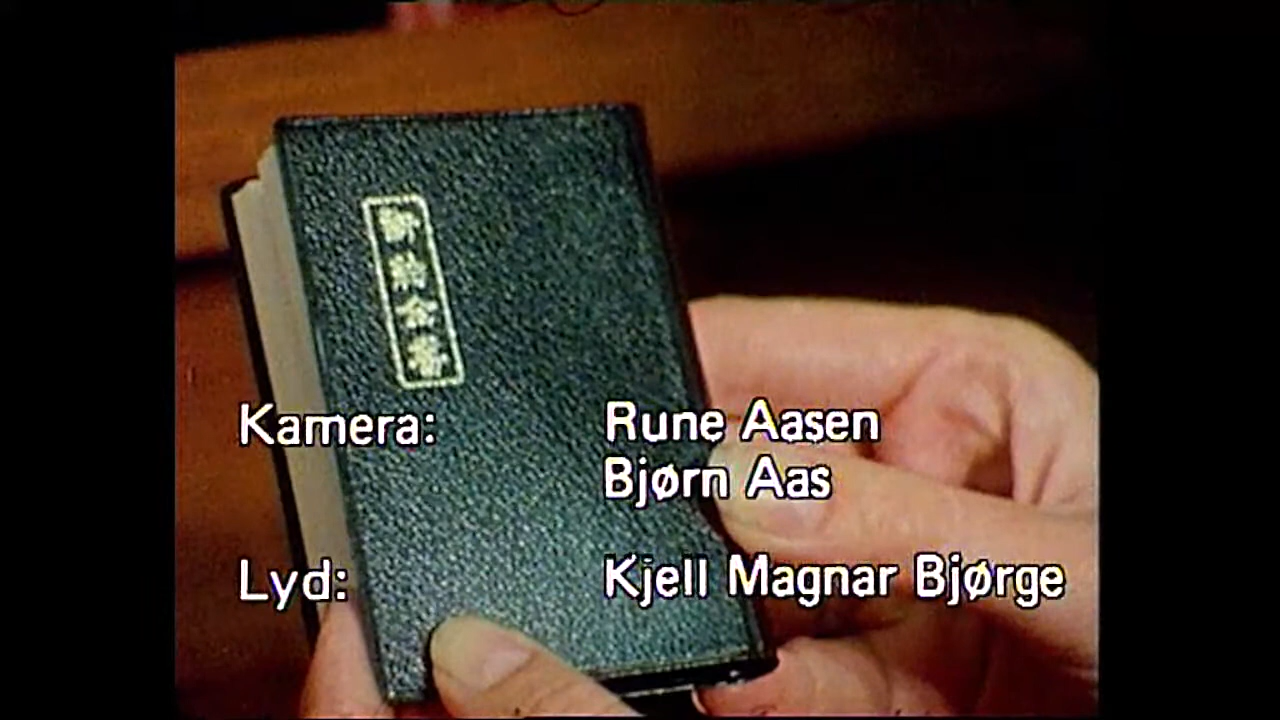 新約全書
Kamera: Rune Aasen
Bjørn Aas
Lyd: Kjell Magnar Bjørge